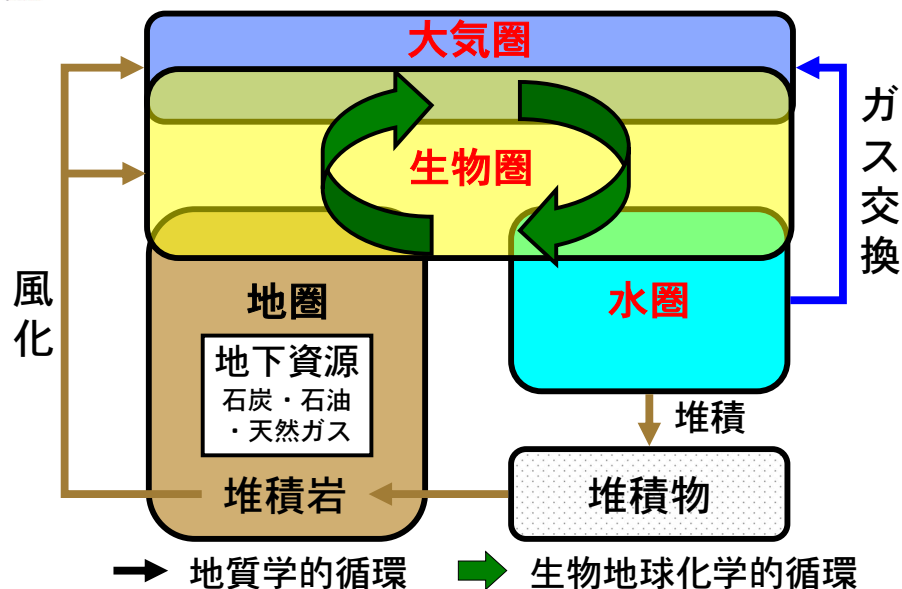 大気圏
生物圏
ガス交換
風化
地圏
水圏
地下資源
石炭・石油
・天然ガス
堆積
堆積岩
堆積物
地質学的循環
生物地球化学的循環